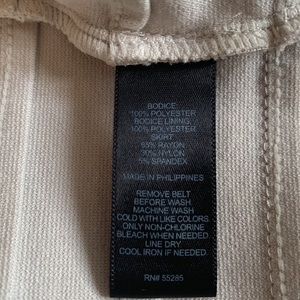 BODICE
100% POLYESTER
BODICE LINING
100% POLYESTER
SKIRT
65% RAYON
30% NYLON
5% SPANDEX
MADE IN PHILIPPINES
REMOVE BELT
BEFORE WASH
MACHINE WASH
COLD WITH LIKE COLORS
ONLY NON-CHLORINE
BLEACH WHEN NEEDED
LINE DRY
COOL IRON IF NEEDED.
RN# 55285